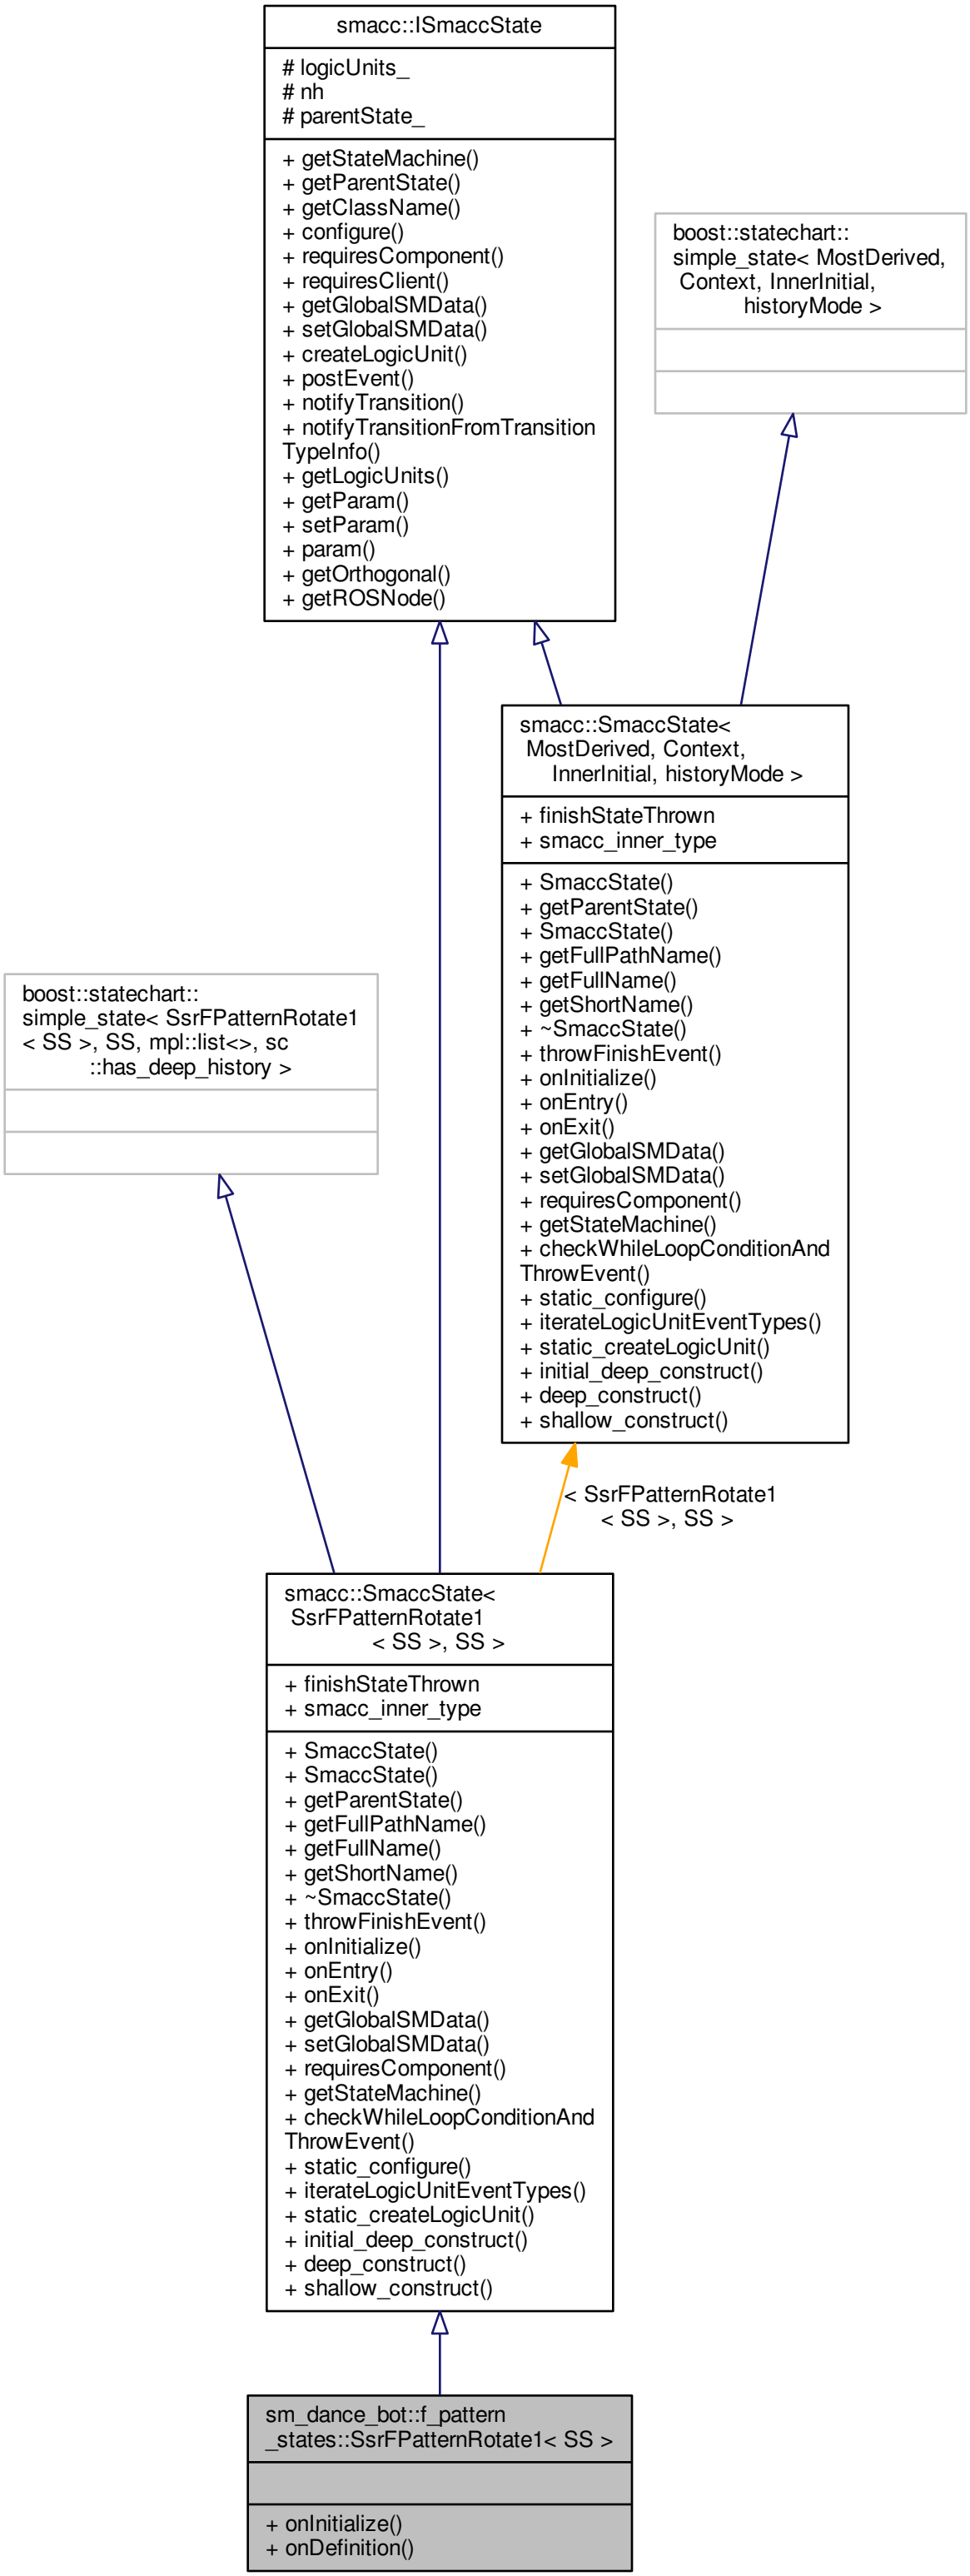 smacc::ISmaccState
# logicUnits_
# nh
# parentState_
+ getStateMachine()
+ getParentState()
+ getClassName()
+ configure()
+ requiresComponent()
+ requiresClient()
+ getGlobalSMData()
+ setGlobalSMData()
+ createLogicUnit()
+ postEvent()
+ notifyTransition()
+ notifyTransitionFromTransition
TypeInfo()
+ getLogicUnits()
+ getParam()
+ setParam()
+ param()
+ getOrthogonal()
+ getROSNode()
boost::statechart::
simple_state< MostDerived,
Context, InnerInitial,
historyMode >
smacc::SmaccState<
MostDerived, Context,
InnerInitial, historyMode >
+ finishStateThrown
+ smacc_inner_type
+ SmaccState()
+ getParentState()
+ SmaccState()
+ getFullPathName()
+ getFullName()
+ getShortName()
+ ~SmaccState()
+ throwFinishEvent()
+ onInitialize()
+ onEntry()
+ onExit()
+ getGlobalSMData()
+ setGlobalSMData()
+ requiresComponent()
+ getStateMachine()
+ checkWhileLoopConditionAnd
ThrowEvent()
+ static_configure()
+ iterateLogicUnitEventTypes()
+ static_createLogicUnit()
+ initial_deep_construct()
+ deep_construct()
+ shallow_construct()
boost::statechart::
simple_state< SsrFPatternRotate1
< SS >, SS, mpl::list<>, sc
::has_deep_history >
< SsrFPatternRotate1
< SS >, SS >
smacc::SmaccState<
SsrFPatternRotate1
< SS >, SS >
+ finishStateThrown
+ smacc_inner_type
+ SmaccState()
+ SmaccState()
+ getParentState()
+ getFullPathName()
+ getFullName()
+ getShortName()
+ ~SmaccState()
+ throwFinishEvent()
+ onInitialize()
+ onEntry()
+ onExit()
+ getGlobalSMData()
+ setGlobalSMData()
+ requiresComponent()
+ getStateMachine()
+ checkWhileLoopConditionAnd
ThrowEvent()
+ static_configure()
+ iterateLogicUnitEventTypes()
+ static_createLogicUnit()
+ initial_deep_construct()
+ deep_construct()
+ shallow_construct()
sm_dance_bot::f_pattern
_states::SsrFPatternRotate1< SS >
+ onInitialize()
+ onDefinition()